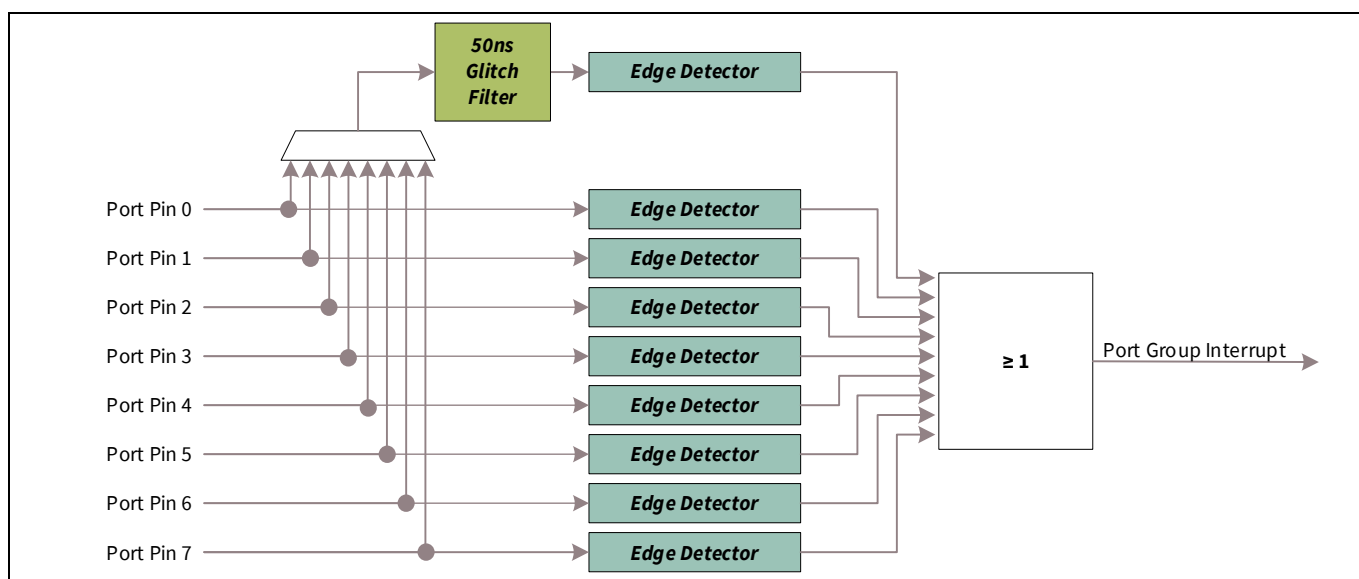 50ns
Glitch
Filter
Edge Detector
Port Pin 0
Edge Detector
Port Pin 1
Edge Detector
Port Pin 2
Edge Detector
Port Pin 3
Edge Detector
≥ 1
Port Group Interrupt
Port Pin 4
Edge Detector
Port Pin 5
Edge Detector
Port Pin 6
Edge Detector
Port Pin 7
Edge Detector